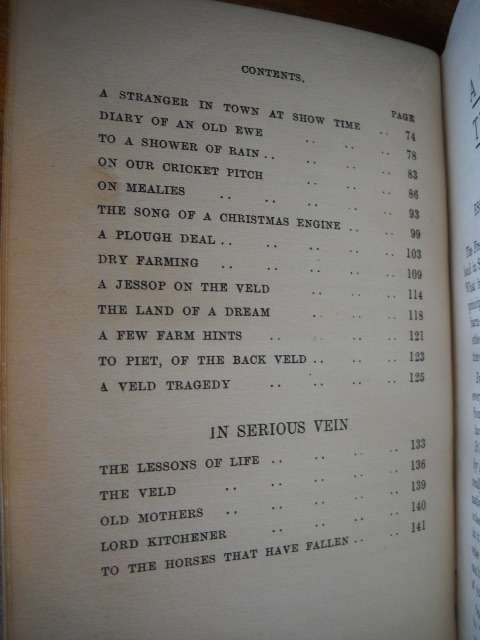 CONTENTS.
PAGE
A STRANGER IN TOWN AT SHOW TIME .. 74
DIARY OF AN OLD EWE .. .. .. 78
TO A SHOWER OF RAIN .. .. .. .. 83
ON OUR CRICKET PITCH .. .. .. 86
ON MEALIES .. .. .. .. .. 93
THE SONG OF A CHRISTMAS ENGINE .. .. 99
A PLOUGH DEAL .. .. .. .. .. 103
DRY FARMING .. .. .. .. .. 109
A JESSOP ON THE VELD .. .. .. 114
THE LAND OF A DREAM .. .. .. 118
A FEW FARM HINTS .. .. .. .. 121
TO PIET, OF THE BACK VELD .. .. .. 123
A VELD TRAGEDY .. .. .. .. 125
IN SERIOUS VEIN
THE LESSONS OF LIFE .. .. .. .. 133
THE VELD .. .. .. .. 136
OLD MOTHERS .. .. .. .. 139
LORD KITCHENER .. .. .. 140
TO THE HORSES THAT HAVE FALLEN .. .. 141